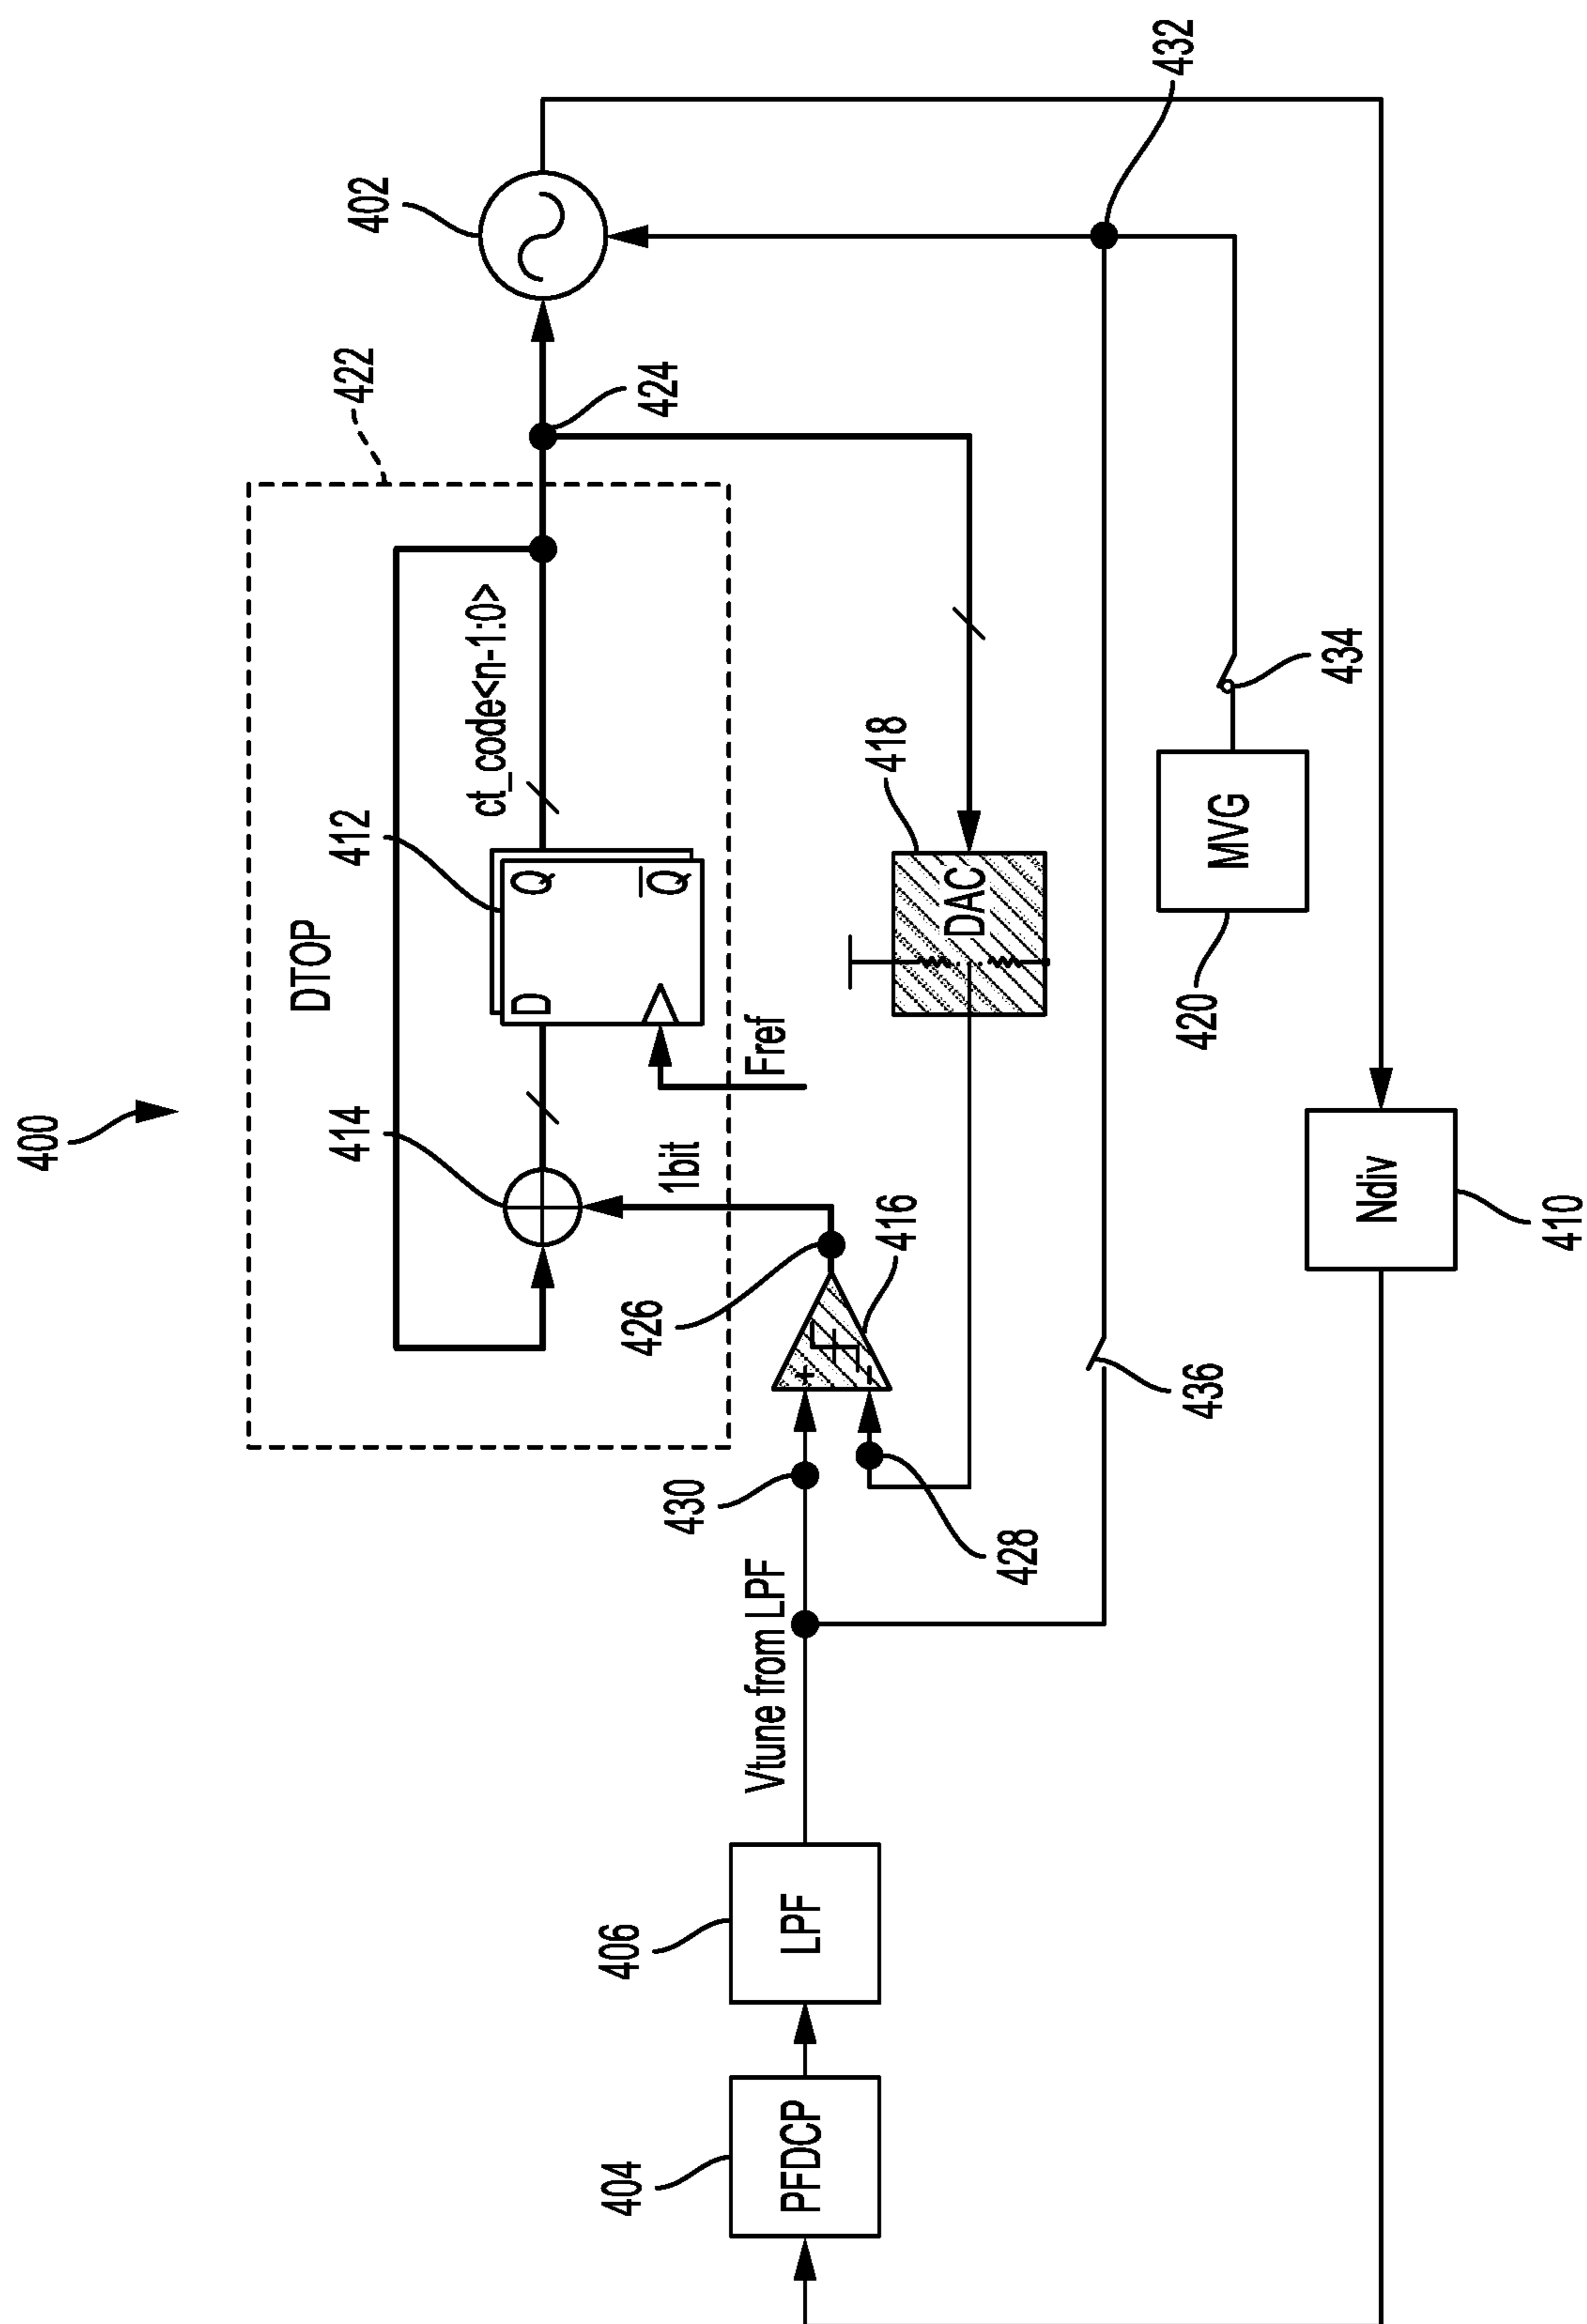 400
DTOP
422
414
412
402
ct_code<n-1:0>
D
Q
Q
424
1bit
Fref
426
416
+
−
430
428
Vtune from LPF
404
PFDCP
406
LPF
418
DAC
432
436
434
MVG
420
Ndiv
410